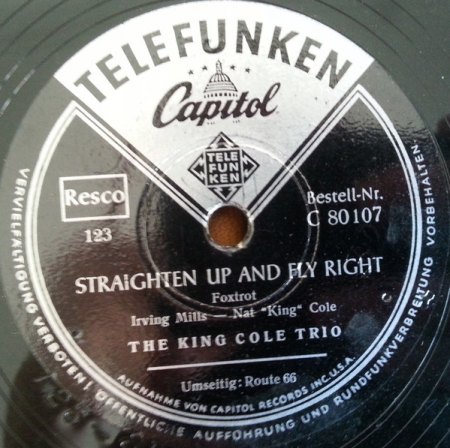 TELEFUNKEN
Capitol
TELE
FUN
KEN
Resco
123
Bestell-Nr.
C 80107
STRAIGHTEN UP AND FLY RIGHT
Foxtrot
Irving Mills — Nat "King" Cole
THE KING COLE TRIO
Umseitig: Route 66
AUFNAHME VON CAPITOL RECORDS INC. U.S.A.
VERVIELFÄLTIGUNG VERBOTEN! ÖFFENTLICHE AUFFÜHRUNG UND RUNDFUNKVERBREITUNG VORBEHALTEN